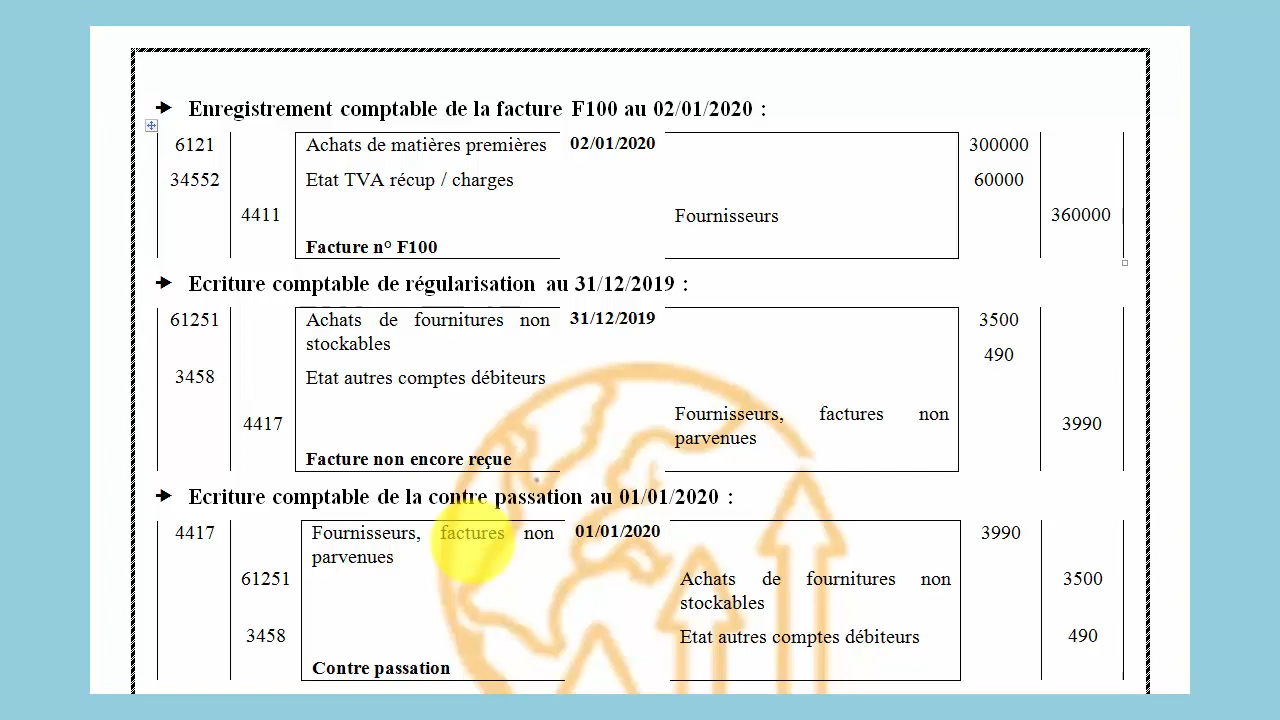 Enregistrement comptable de la facture F100 au 02/01/2020 :
6121 Achats de matières premières 02/01/2020 300000
34552 Etat TVA récup / charges 60000
4411 Fournisseurs 360000
Facture n° F100
Ecriture comptable de régularisation au 31/12/2019 :
61251 Achats de fournitures non 31/12/2019 3500
stockables
490
3458 Etat autres comptes débiteurs
Fournisseurs, factures non
4417 3990
parvenues
Facture non encore reçue
Ecriture comptable de la contre passation au 01/01/2020 :
4417 Fournisseurs, factures non 01/01/2020 3990
parvenues
61251 Achats de fournitures non 3500
stockables
3458 Etat autres comptes débiteurs 490
Contre passation